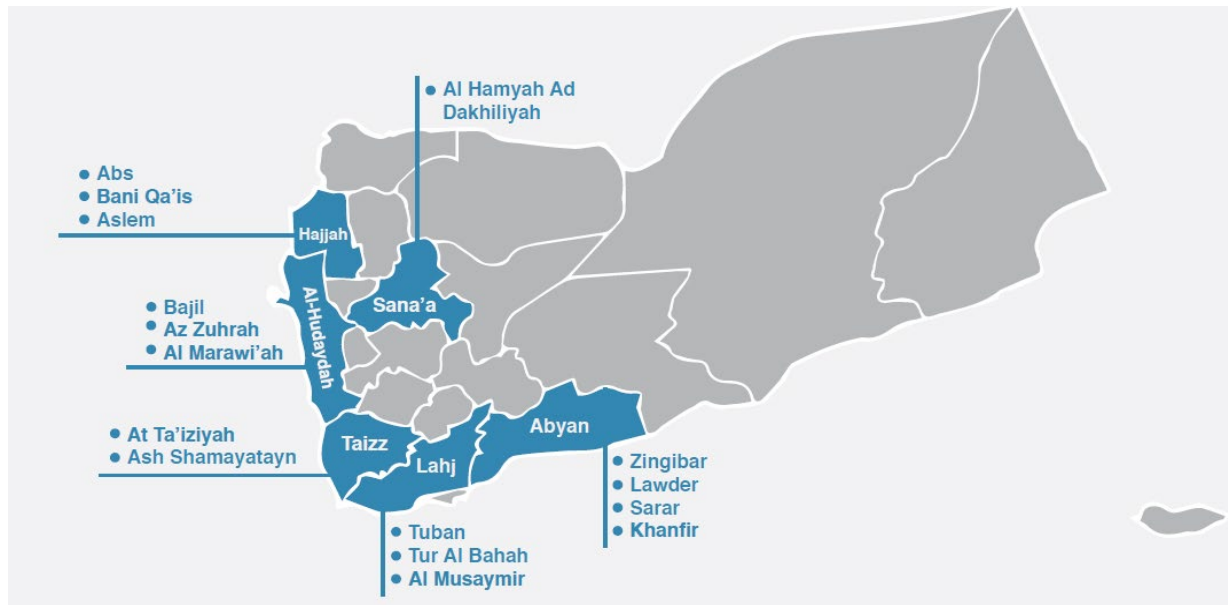 Al Hamyah Ad
Dakhiliyah
Abs
Bani Qa’is
Aslem
Hajjah
Bajil
Az Zuhrah
Al Marawi’ah
Al-Hudaydah
Sana’a
At Ta’iziyah
Ash Shamayatayn
Taizz
Lahj
Abyan
Tuban
Tur Al Bahah
Al Musaymir
Zingibar
Lawder
Sarar
Khanfir